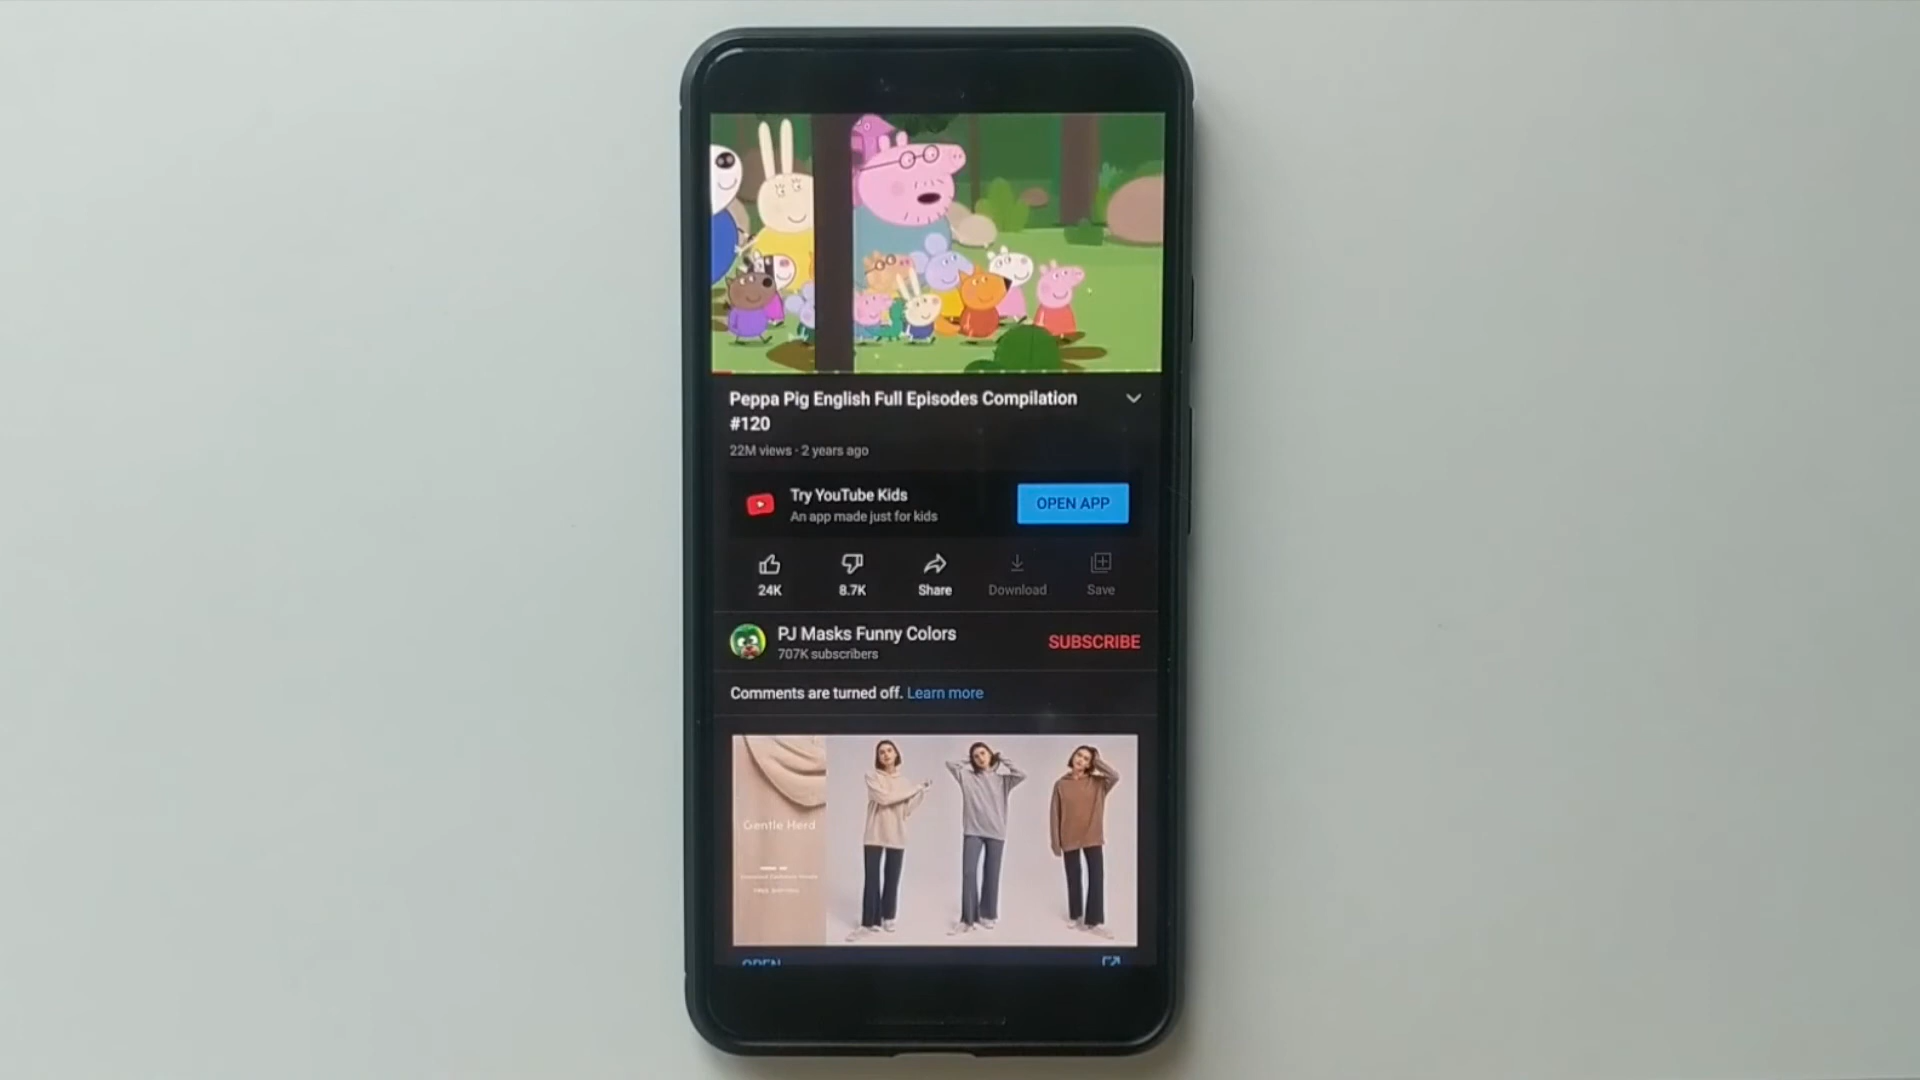 Peppa Pig English Full Episodes Compilation
#120
22M views · 2 years ago
Try YouTube Kids
An app made just for kids
OPEN APP
24K
8.7K
Share
Download
Save
PJ Masks Funny Colors
707K subscribers
SUBSCRIBE
Comments are turned off. Learn more
Gentle Herd
OPEN